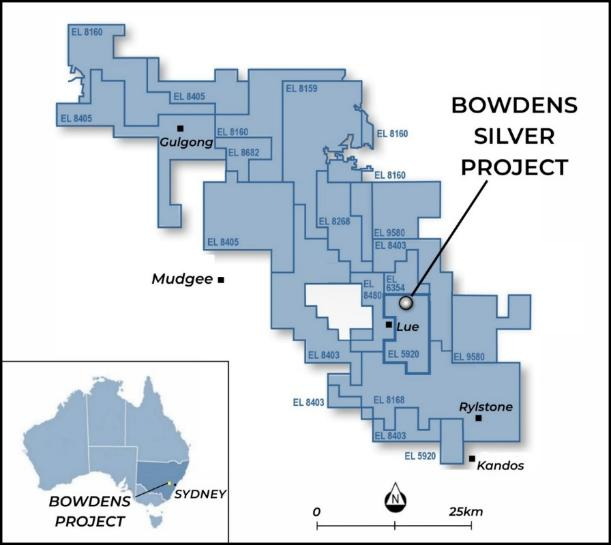 EL 8160
EL 8405
EL 8159
EL 8405
EL 8160
EL 8160
Gulgong
EL 8682
EL 8160
BOWDENS
SILVER
PROJECT
EL 8268
EL 9580
EL 8405
EL 8403
Mudgee
EL
8480
EL
6354
Lue
EL 8403
EL 5920
EL 9580
EL 8403
EL 8168
Rylstone
EL 8403
EL 5920
Kandos
BOWDENS
PROJECT
SYDNEY
N
0
25km